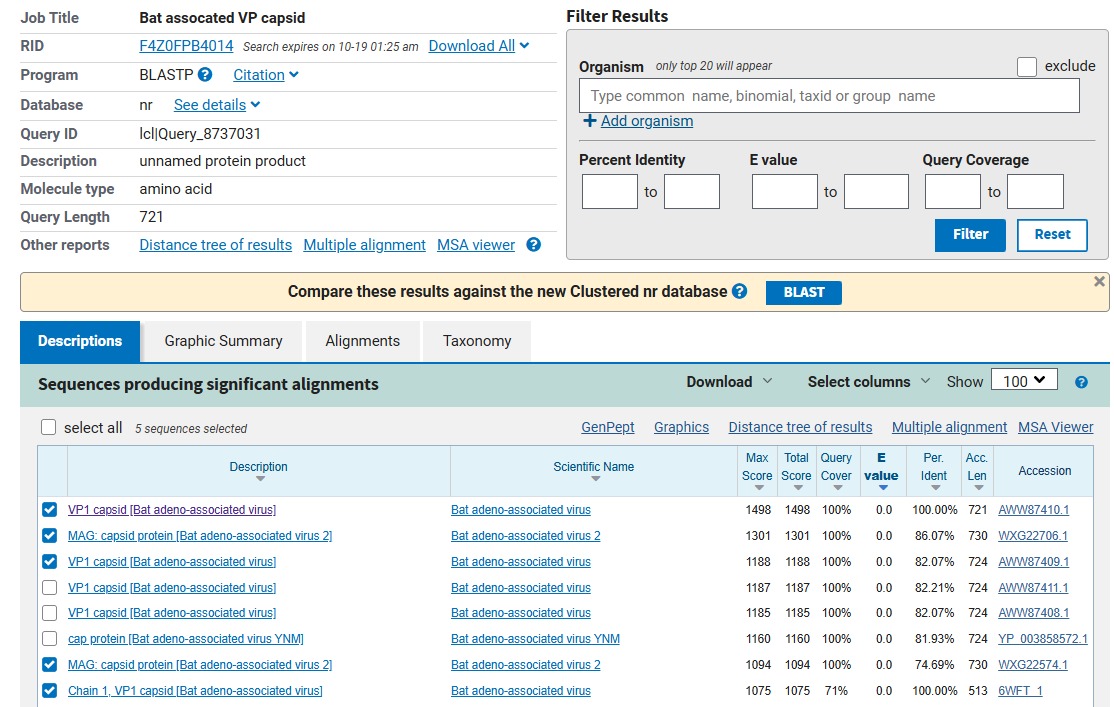 Job Title Bat assocated VP capsid
RID F4Z0FPB4014 Search expires on 10-19 01:25 am Download All
Program BLASTP ? Citation
Database nr See details
Query ID lcl|Query_8737031
Description unnamed protein product
Molecule type amino acid
Query Length 721
Other reports Distance tree of results Multiple alignment MSA viewer ?
Filter Results
Organism only top 20 will appear exclude
Type common name, binomial, taxid or group name
+ Add organism
Percent Identity E value Query Coverage
to to to
Filter Reset
Compare these results against the new Clustered nr database ? BLAST ×
Descriptions Graphic Summary Alignments Taxonomy
Sequences producing significant alignments Download Select columns Show 100 ?
select all 5 sequences selected GenPept Graphics Distance tree of results Multiple alignment MSA Viewer
Description Scientific Name Max Score Total Score Query Cover E value Per. Ident Acc. Len Accession
VP1 capsid [Bat adeno-associated virus] Bat adeno-associated virus 1498 1498 100% 0.0 100.00% 721 AWW87410.1
MAG: capsid protein [Bat adeno-associated virus 2] Bat adeno-associated virus 2 1301 1301 100% 0.0 86.07% 730 WXG22706.1
VP1 capsid [Bat adeno-associated virus] Bat adeno-associated virus 1188 1188 100% 0.0 82.07% 724 AWW87409.1
VP1 capsid [Bat adeno-associated virus] Bat adeno-associated virus 1187 1187 100% 0.0 82.21% 724 AWW87411.1
VP1 capsid [Bat adeno-associated virus] Bat adeno-associated virus 1185 1185 100% 0.0 82.07% 724 AWW87408.1
cap protein [Bat adeno-associated virus YNM] Bat adeno-associated virus YNM 1160 1160 100% 0.0 81.93% 724 YP_003858572.1
MAG: capsid protein [Bat adeno-associated virus 2] Bat adeno-associated virus 2 1094 1094 100% 0.0 74.69% 730 WXG22574.1
Chain 1, VP1 capsid [Bat adeno-associated virus] Bat adeno-associated virus 1075 1075 71% 0.0 100.00% 513 6WFT_1